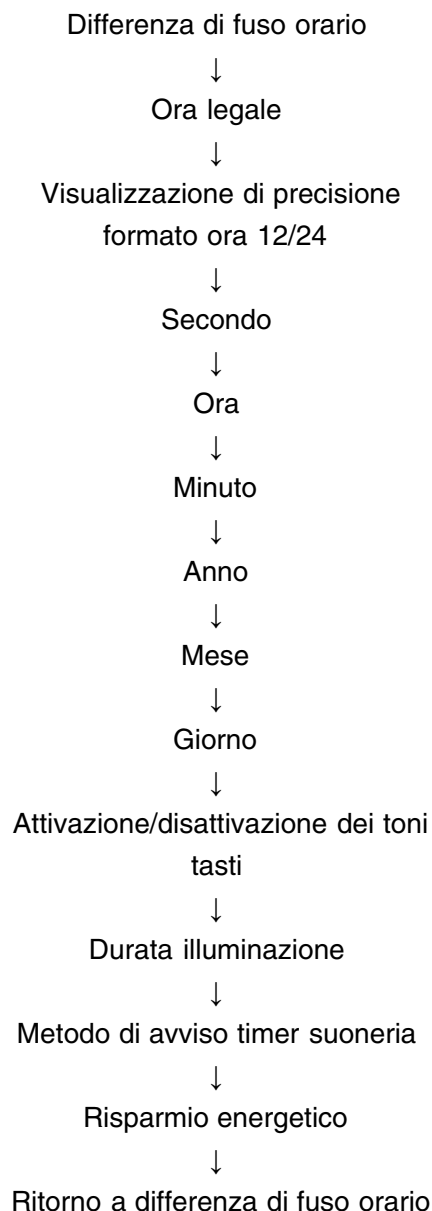 Differenza di fuso orario
↓
Ora legale
↓
Visualizzazione di precisione
formato ora 12/24
↓
Secondo
↓
Ora
↓
Minuto
↓
Anno
↓
Mese
↓
Giorno
↓
Attivazione/disattivazione dei toni
tasti
↓
Durata illuminazione
↓
Metodo di avviso timer suoneria
↓
Risparmio energetico
↓
Ritorno a differenza di fuso orario